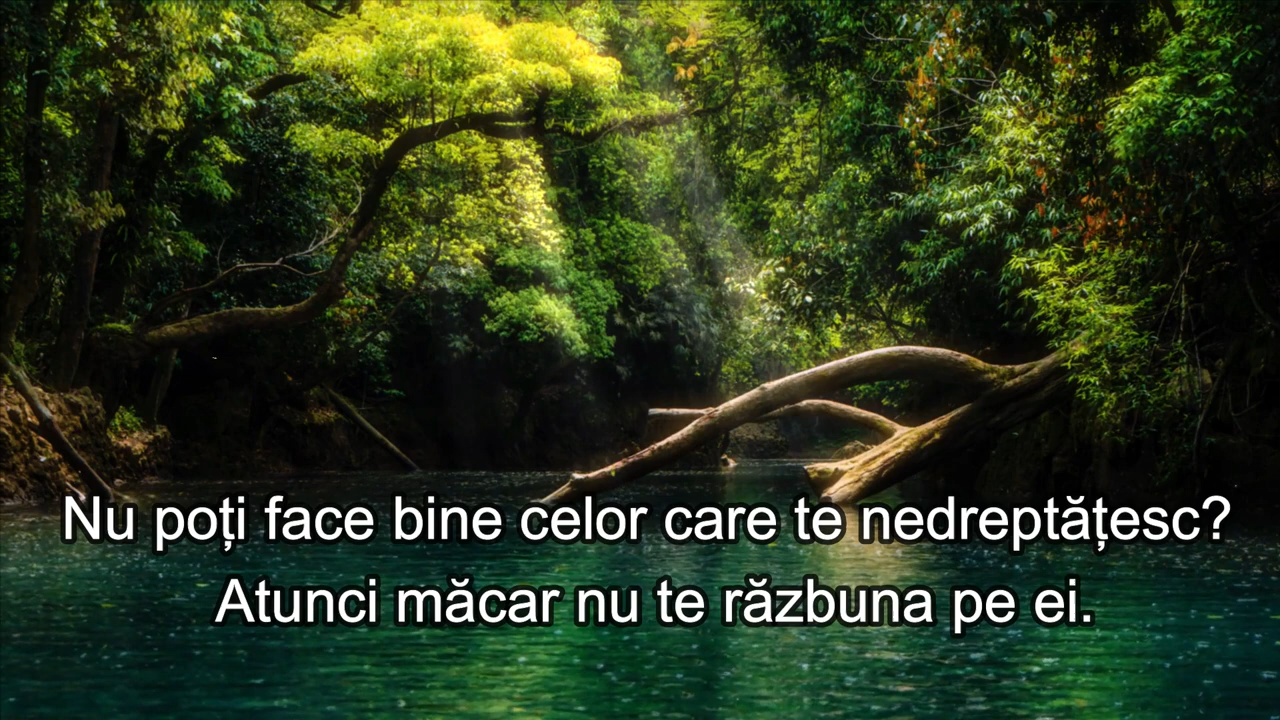 Nu poți face bine celor care te nedreptățesc?
Atunci măcar nu te răzbuna pe ei.